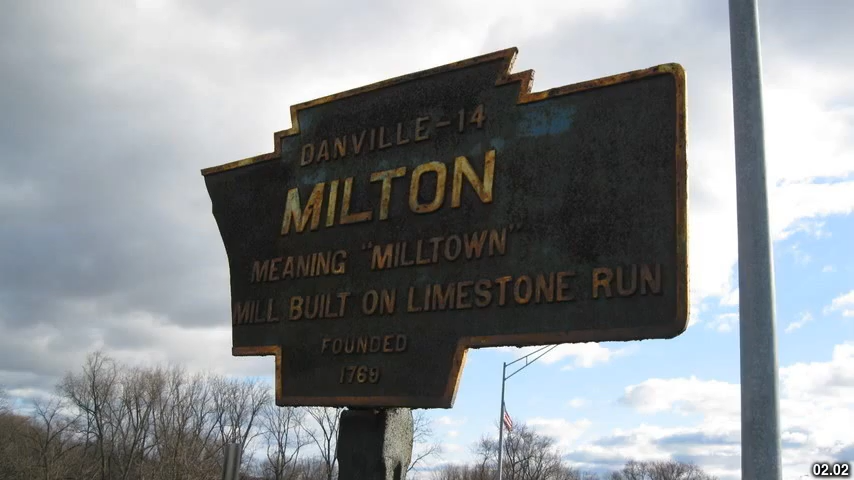 DANVILLE-14
MILTON
MEANING "MILLTOWN"
MILL BUILT ON LIMESTONE RUN
FOUNDED
1769
02.02